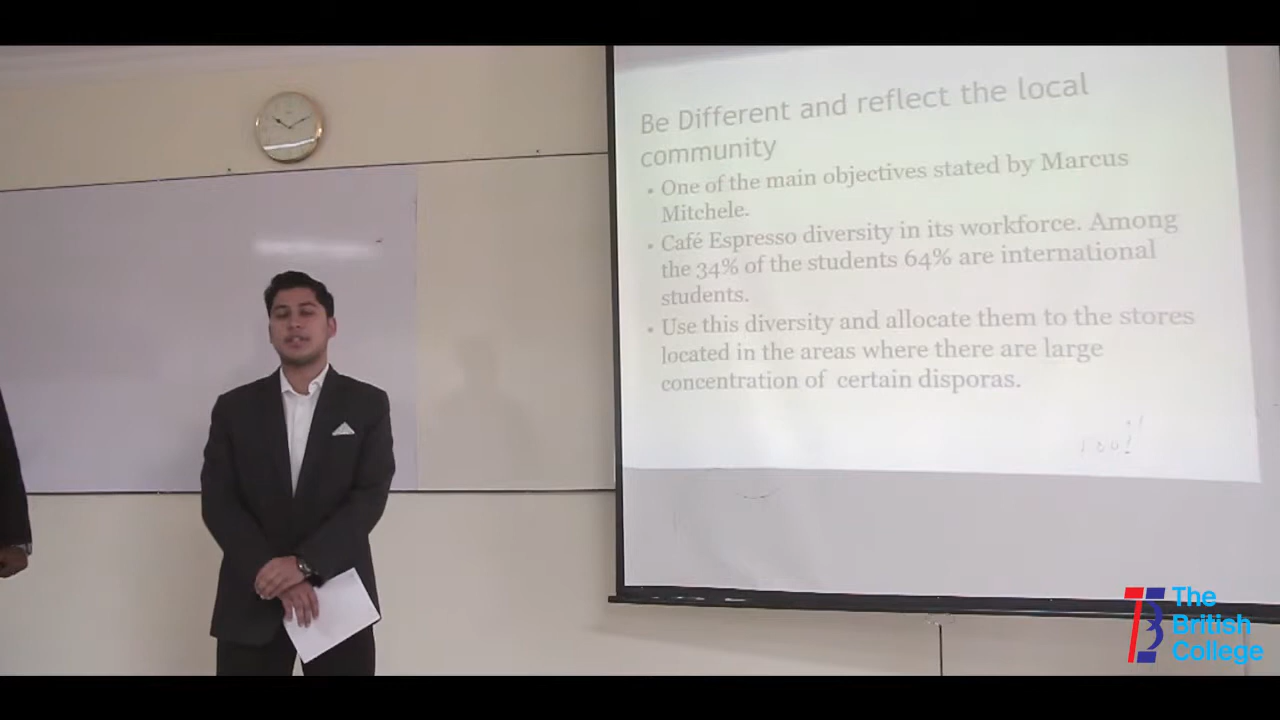 Be Different and reflect the local
community
• One of the main objectives stated by Marcus
Mitchele.
• Café Espresso diversity in its workforce. Among
the 34% of the students 64% are international
students.
• Use this diversity and allocate them to the stores
located in the areas where there are large
concentration of certain disporas.
The
British
College